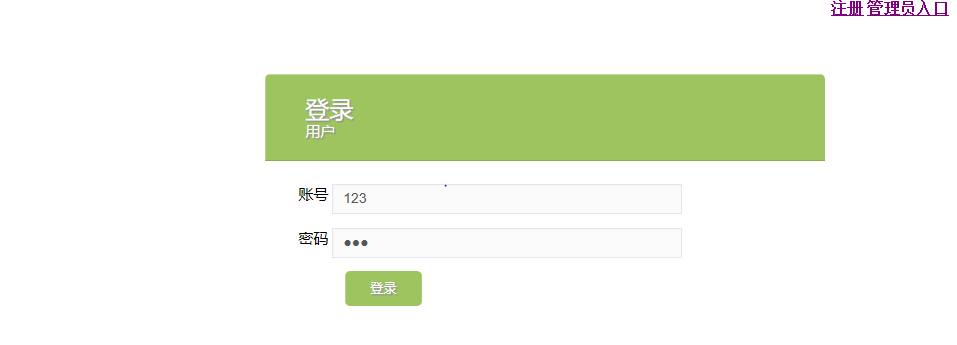 注册 管理员入口
登录
用户
账号 123
密码 ●●●
登录